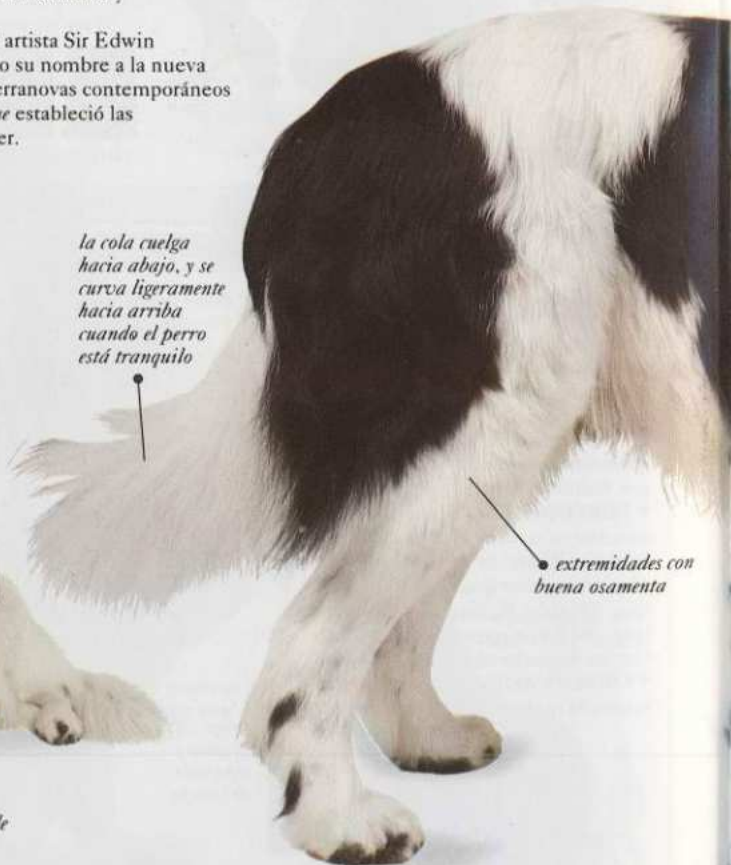 artista Sir Edwin
o su nombre a la nueva
erranovas contemporáneos
e estableció las
er.
la cola cuelga
hacia abajo, y se
curva ligeramente
hacia arriba
cuando el perro
está tranquilo
extremidades con
buena osamenta